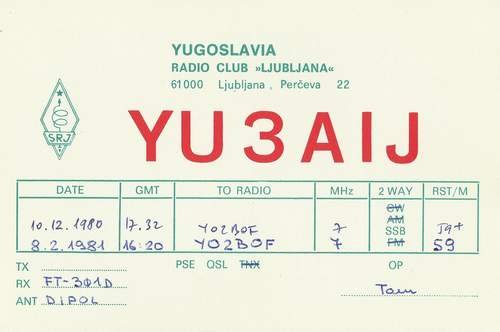 YUGOSLAVIA
RADIO CLUB »LJUBLJANA«
61000 Ljubljana, Perčeva 22
SRJ
YU3AIJ
DATE GMT TO RADIO MHz 2 WAY RST/M
CW
AM
10.12.1980 17.32 YO2BOF 7 SSB 59+
8.2.1981 16:20 YO2BOF 7 FM 59
TX PSE QSL TNX OP
RX FT-301D
ANT DIPOL